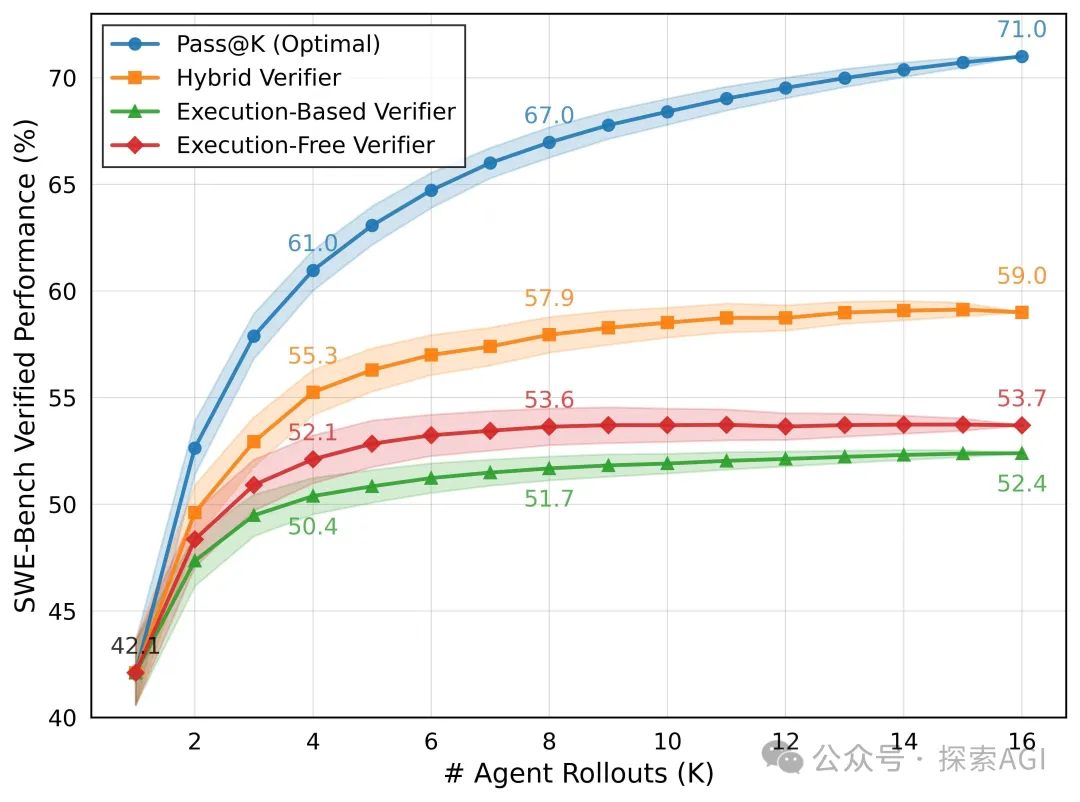 Pass@K (Optimal)
Hybrid Verifier
Execution-Based Verifier
Execution-Free Verifier
71.0
67.0
61.0
59.0
57.9
55.3
53.7
53.6
52.1
52.4
51.7
50.4
42.1
70
65
60
55
50
45
40
SWE-Bench Verified Performance (%)
2 4 6 8 10 12 14 16
# Agent Rollouts (K)
公众号 · 探索AGI